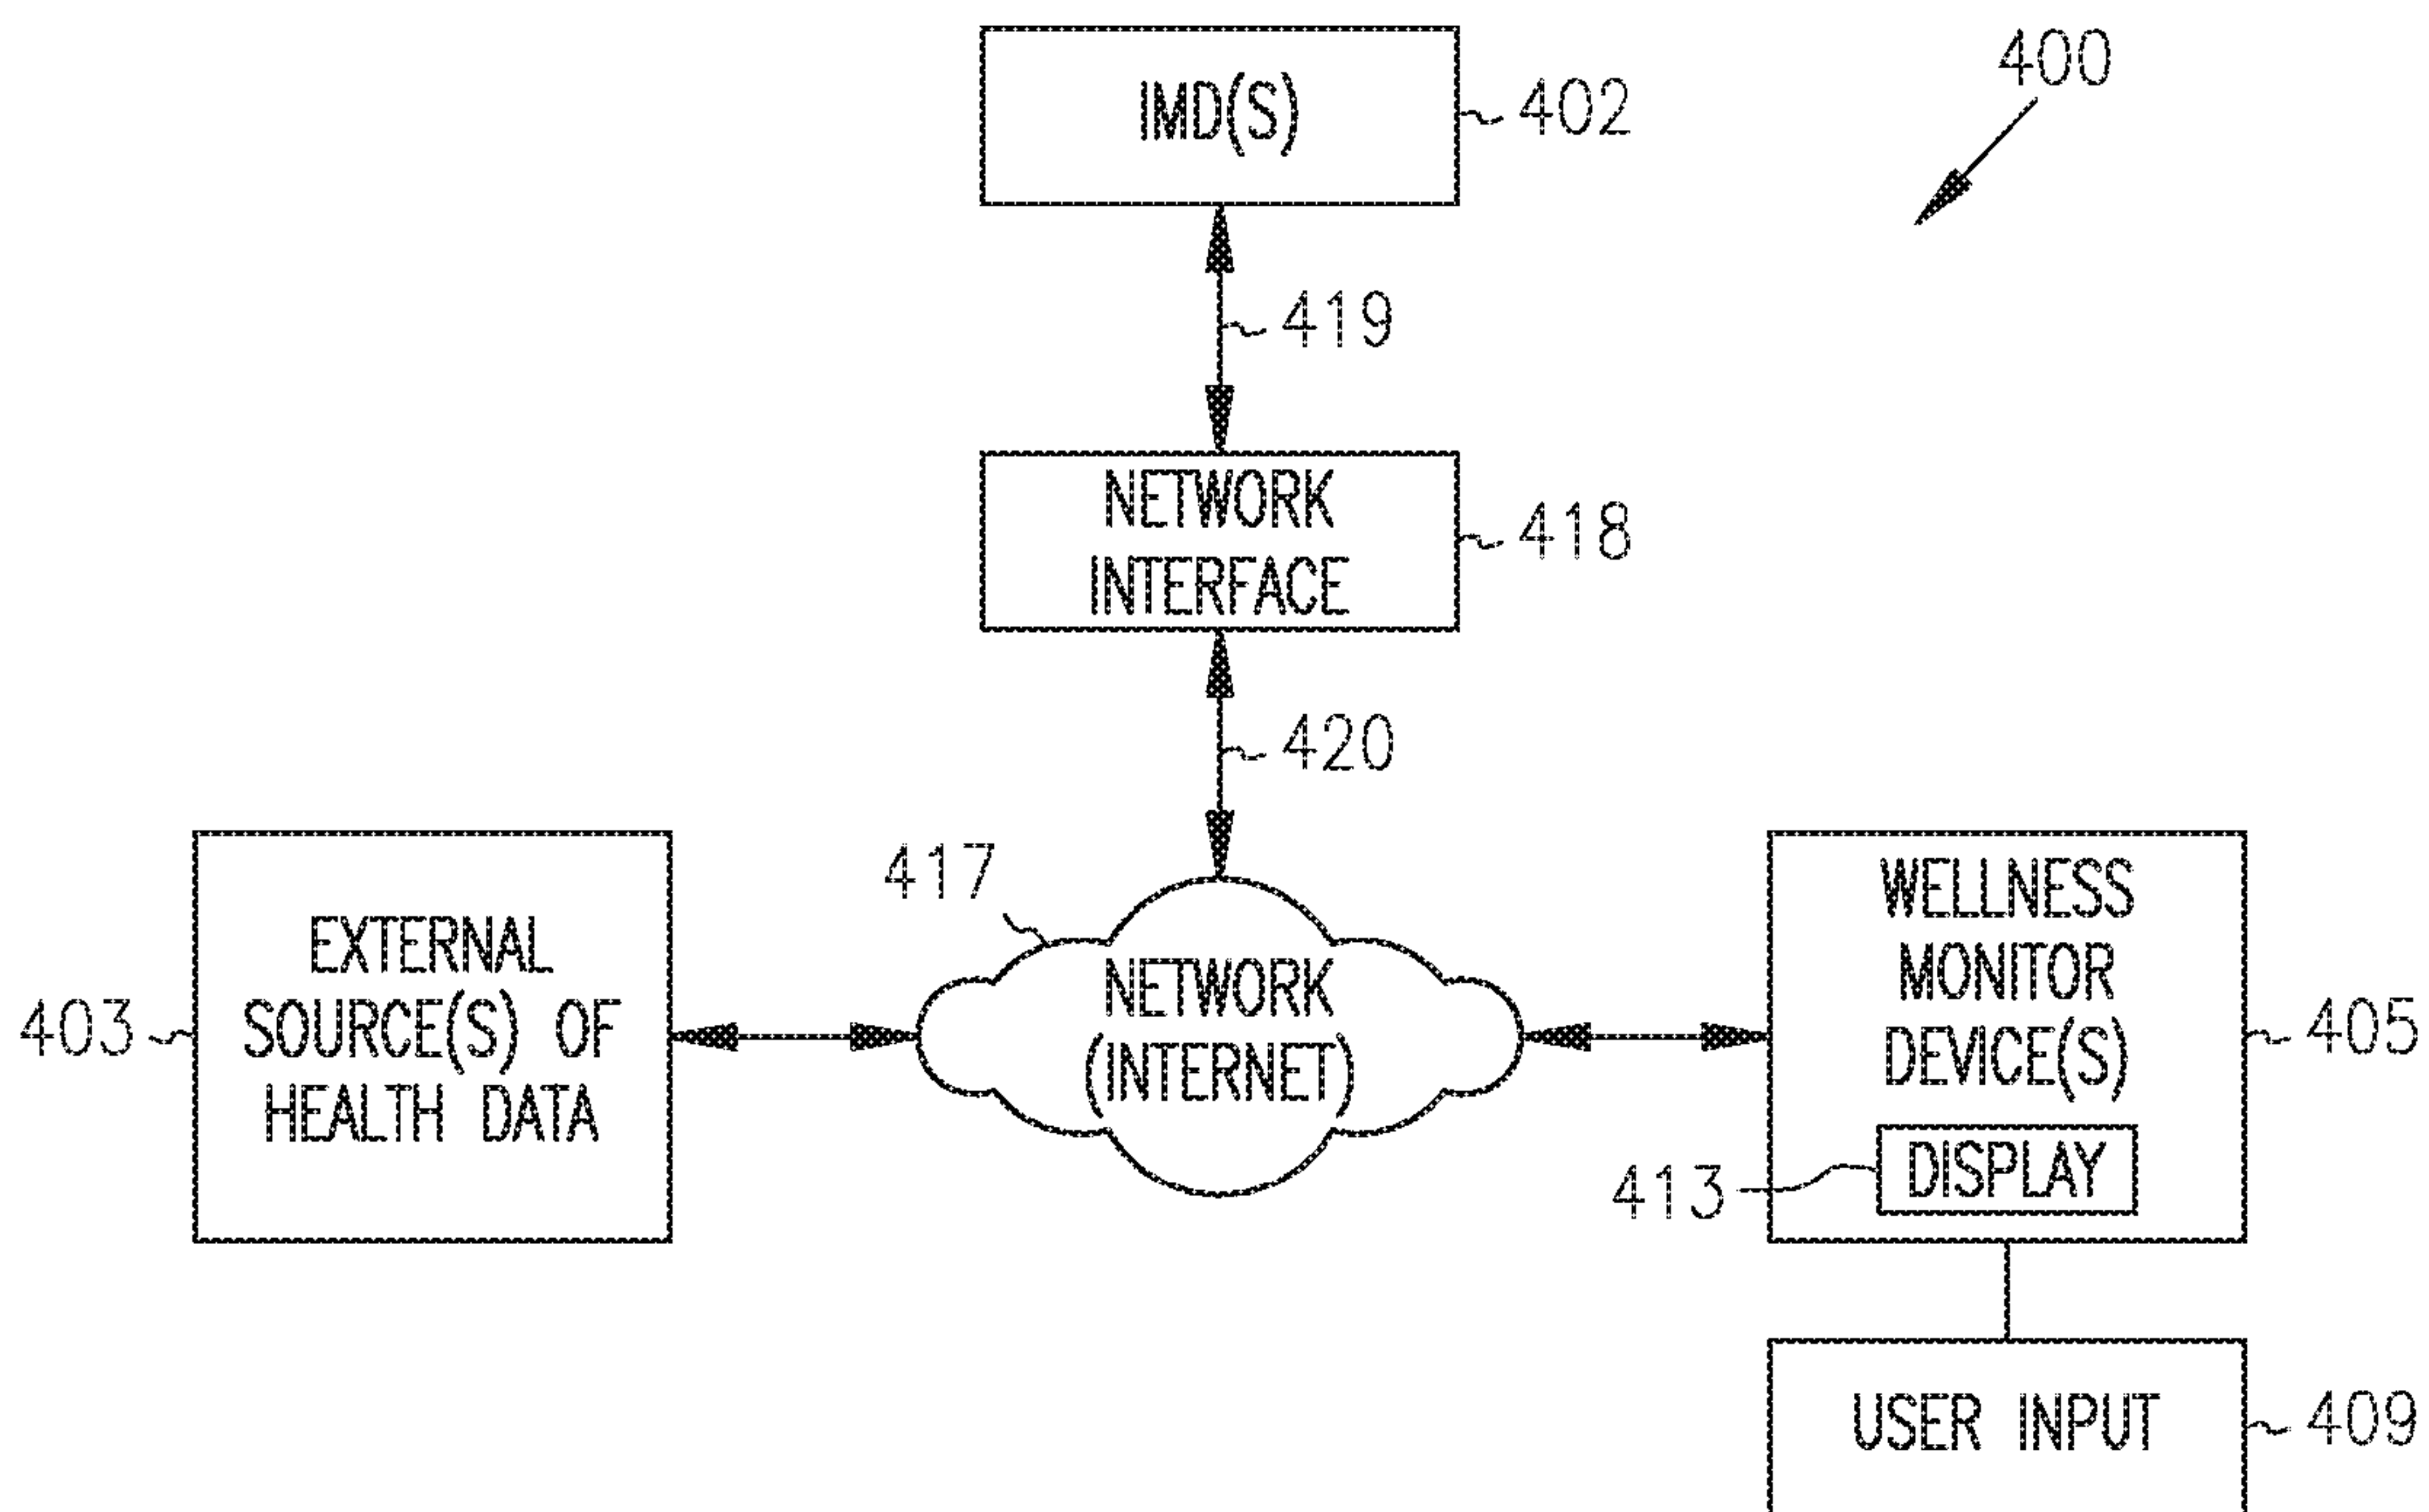 400
IMD(S)
402
419
NETWORK
INTERFACE
418
420
417
NETWORK
(INTERNET)
EXTERNAL
SOURCE(S) OF
HEALTH DATA
403
WELLNESS
MONITOR
DEVICE(S)
405
DISPLAY
413
USER INPUT
409